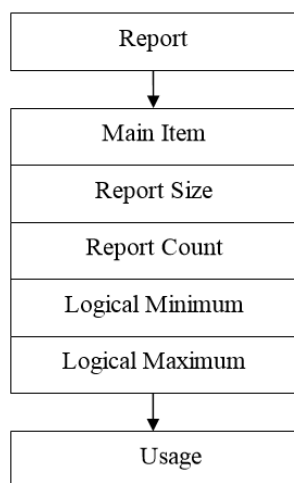 Report
Main Item
Report Size
Report Count
Logical Minimum
Logical Maximum
Usage